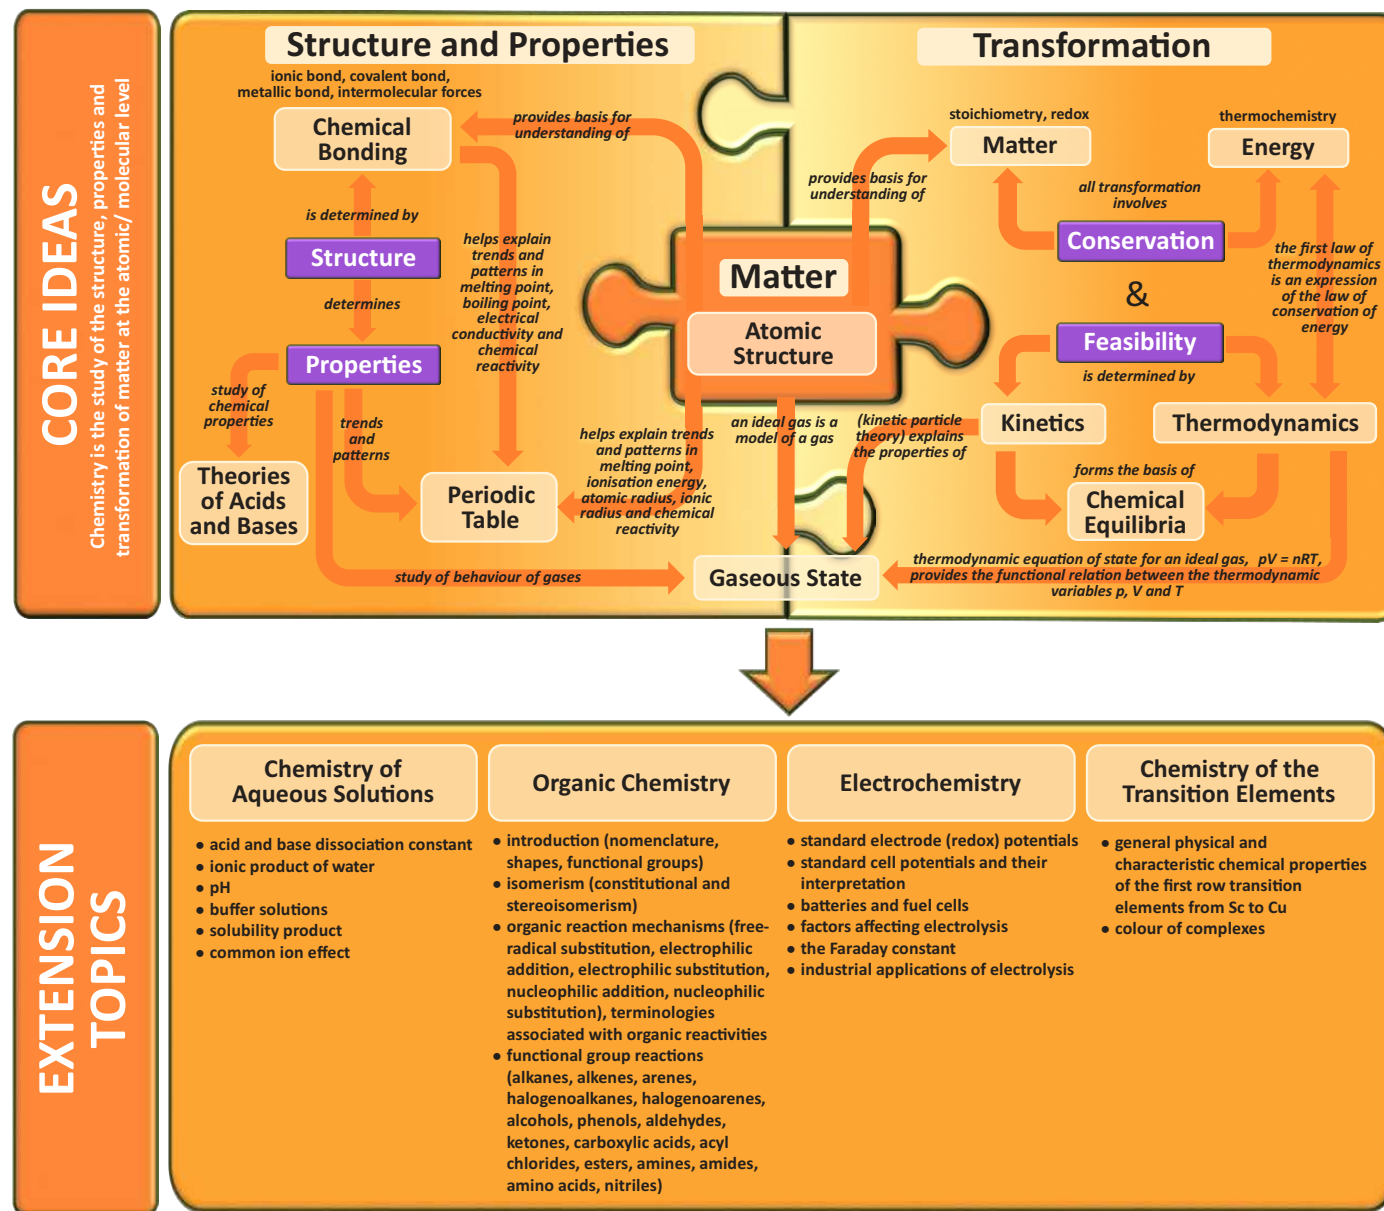 CORE IDEAS
Chemistry is the study of the structure, properties and
transformation of matter at the atomic/ molecular level
Structure and Properties
ionic bond, covalent bond,
metallic bond, intermolecular forces
Chemical
Bonding
provides basis for
understanding of
is determined by
Structure
determines
Properties
helps explain
trends and
patterns in
melting point,
boiling point,
electrical
conductivity and
chemical
reactivity
study of
chemical
properties
trends
and
patterns
Theories
of Acids
and Bases
Periodic
Table
helps explain trends
and patterns in
melting point,
ionisation energy,
atomic radius, ionic
radius and chemical
reactivity
study of behaviour of gases
Matter
Atomic
Structure
an ideal gas is a
model of a gas
(kinetic particle
theory) explains
the properties of
Gaseous State
Transformation
stoichiometry, redox
Matter
provides basis for
understanding of
thermochemistry
Energy
all transformation
involves
Conservation
&
Feasibility
is determined by
the first law of
thermodynamics
is an expression
of the law of
conservation of
energy
Kinetics
Thermodynamics
forms the basis of
Chemical
Equilibria
thermodynamic equation of state for an ideal gas, pV = nRT,
provides the functional relation between the thermodynamic
variables p, V and T
EXTENSION
TOPICS
Chemistry of
Aqueous Solutions
● acid and base dissociation constant
● ionic product of water
● pH
● buffer solutions
● solubility product
● common ion effect
Organic Chemistry
● introduction (nomenclature,
shapes, functional groups)
● isomerism (constitutional and
stereoisomerism)
● organic reaction mechanisms (free-
radical substitution, electrophilic
addition, electrophilic substitution,
nucleophilic addition, nucleophilic
substitution), terminologies
associated with organic reactivities
● functional group reactions
(alkanes, alkenes, arenes,
halogenoalkanes, halogenoarenes,
alcohols, phenols, aldehydes,
ketones, carboxylic acids, acyl
chlorides, esters, amines, amides,
amino acids, nitriles)
Electrochemistry
● standard electrode (redox) potentials
● standard cell potentials and their
interpretation
● batteries and fuel cells
● factors affecting electrolysis
● the Faraday constant
● industrial applications of electrolysis
Chemistry of the
Transition Elements
● general physical and
characteristic chemical properties
of the first row transition
elements from Sc to Cu
● colour of complexes